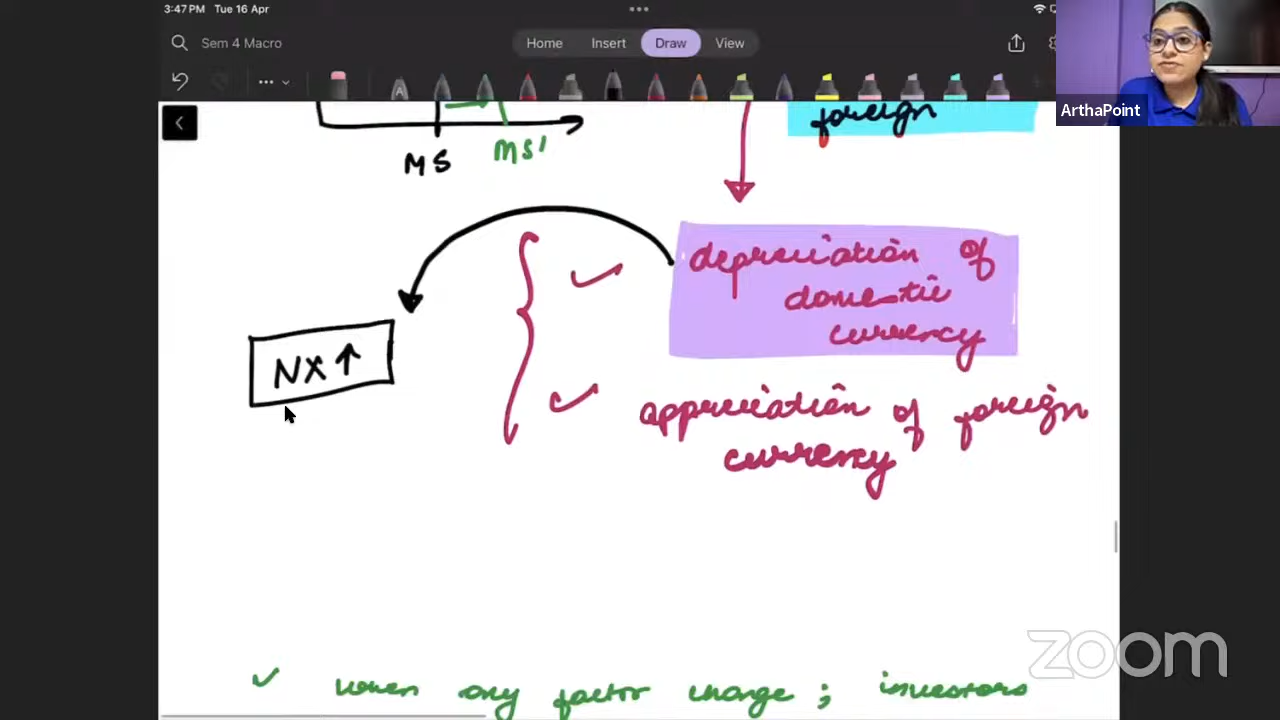 3:47 PM Tue 16 Apr
Sem 4 Macro
Home Insert Draw View
A
ArthaPoint
foreign
MS MS'
depreciation of
domestic
currency
NX ↑
appreciation of foreign
currency
zoom
when any factor change ; investors